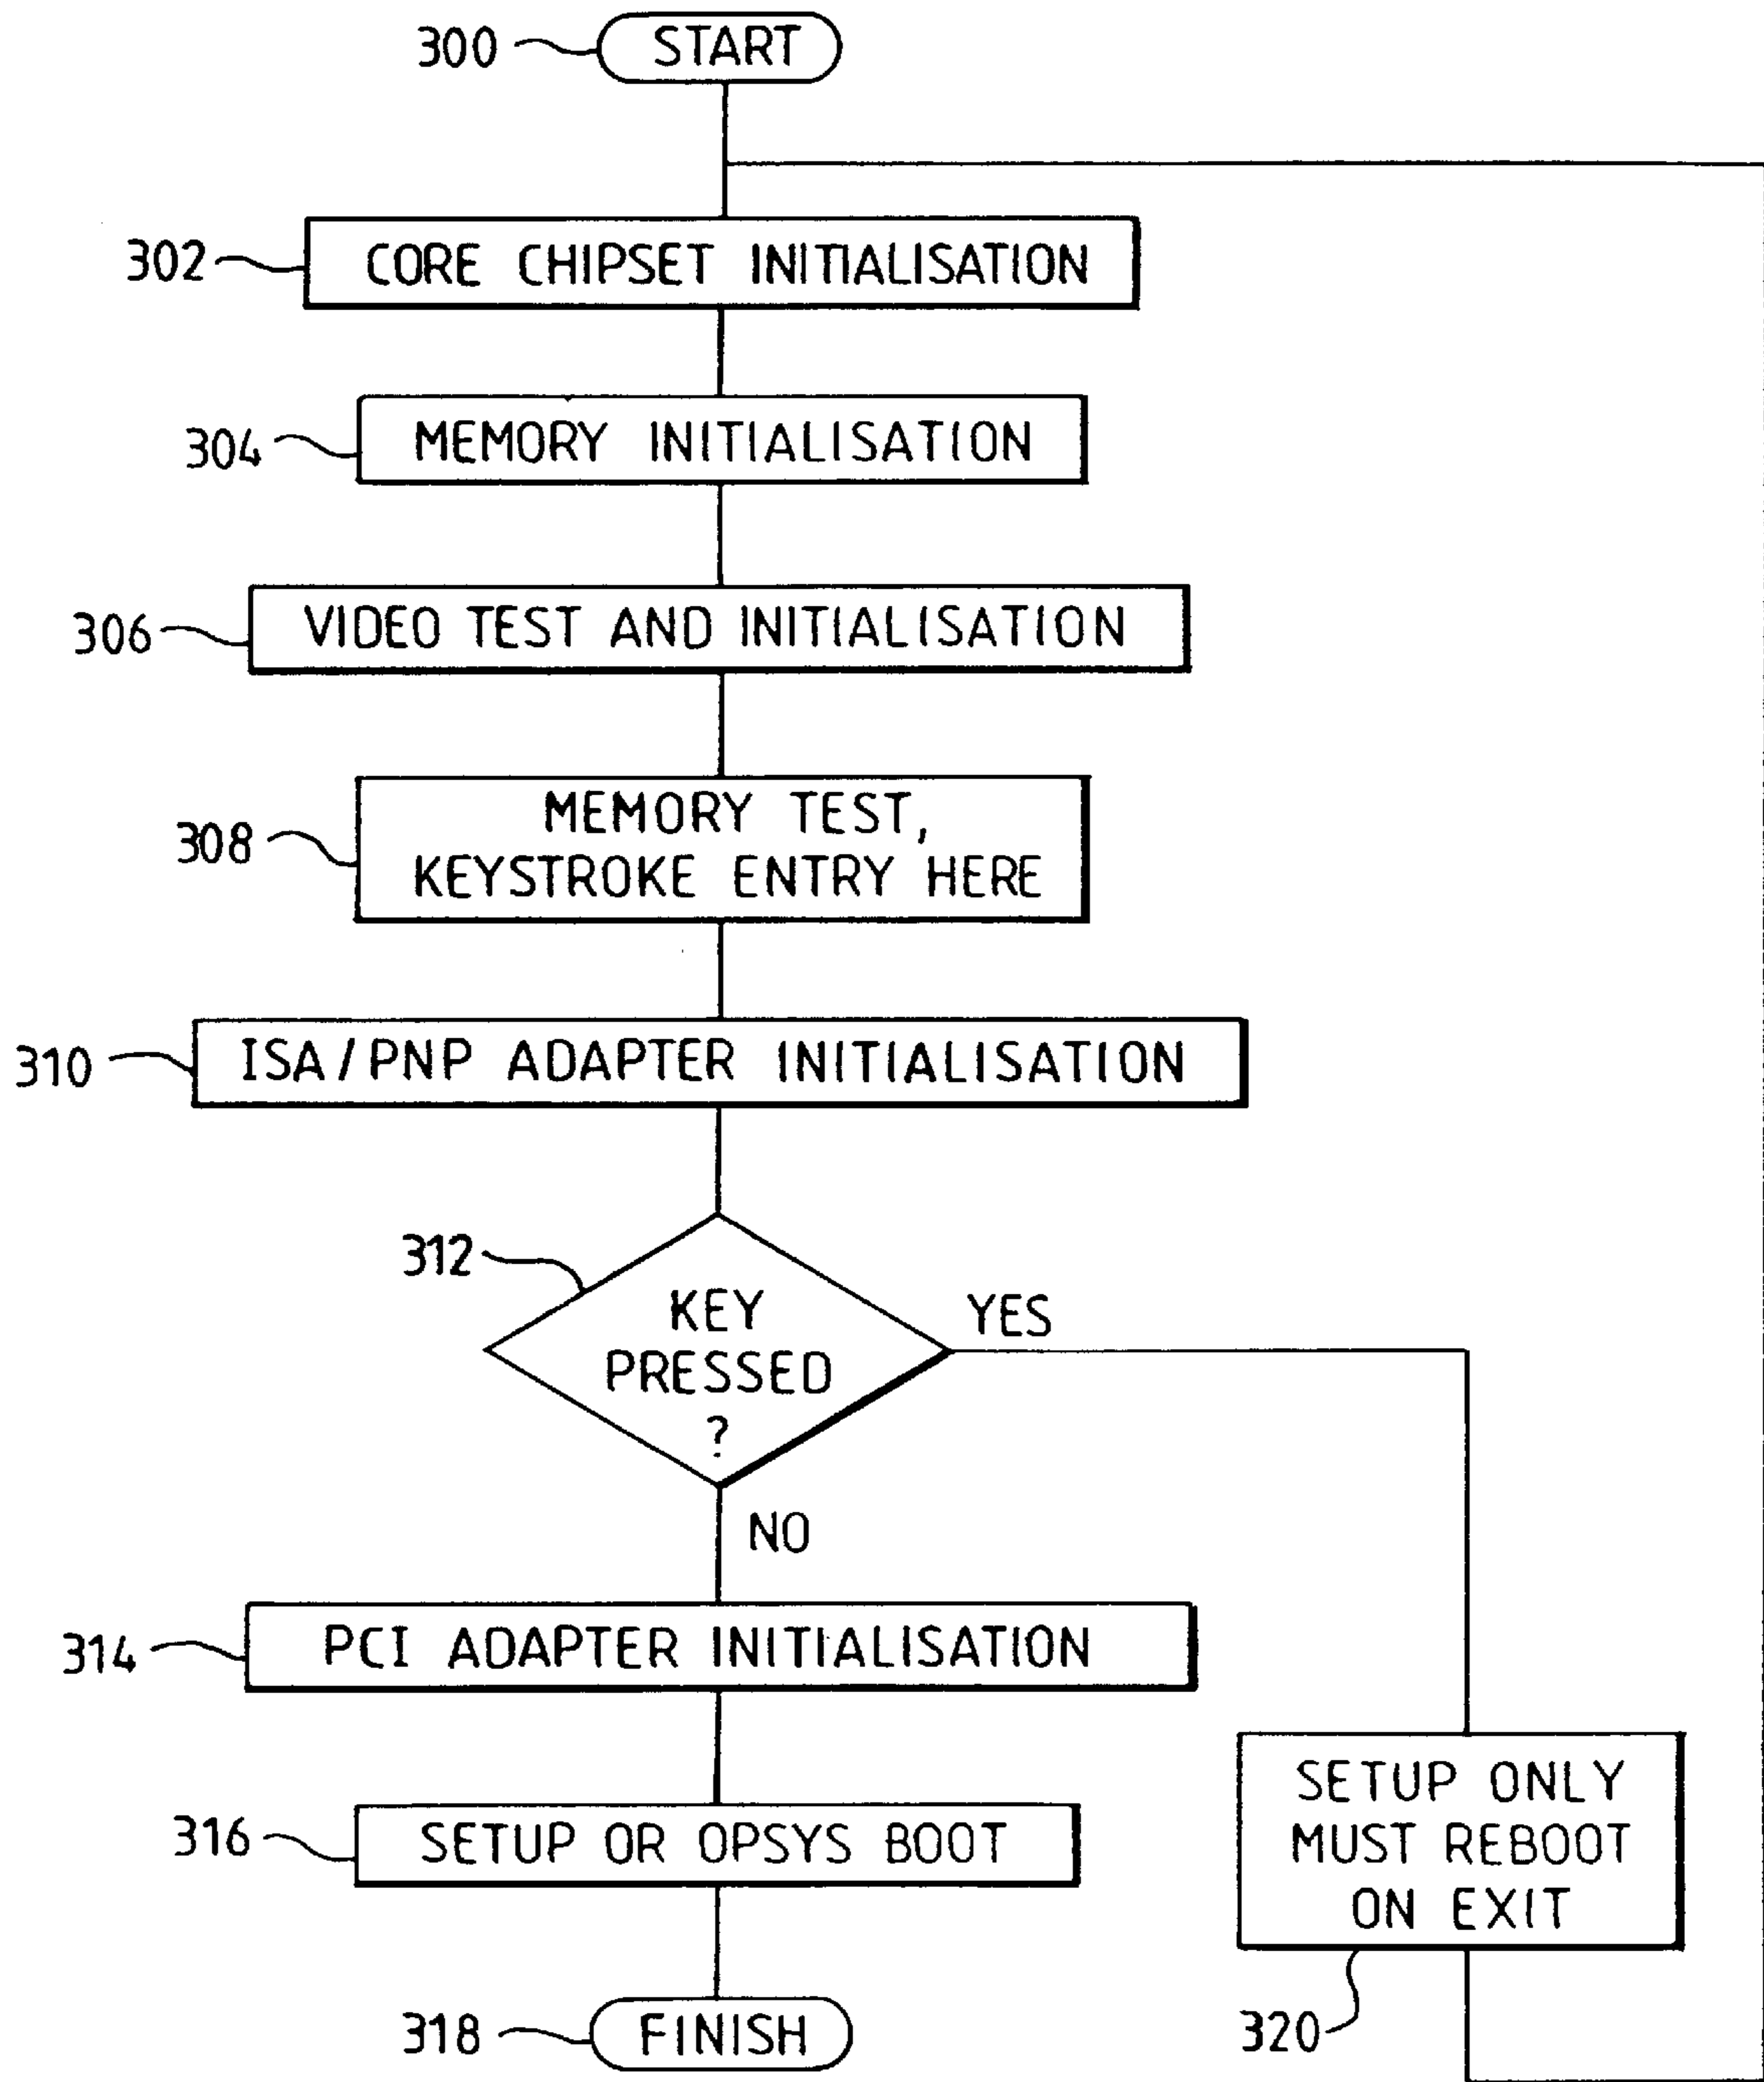 300
START
302
CORE CHIPSET INITIALISATION
304
MEMORY INITIALISATION
306
VIDEO TEST AND INITIALISATION
308
MEMORY TEST,
KEYSTROKE ENTRY HERE
310
ISA/PNP ADAPTER INITIALISATION
312
KEY
PRESSED
?
YES
NO
314
PCI ADAPTER INITIALISATION
316
SETUP OR OPSYS BOOT
318
FINISH
SETUP ONLY
MUST REBOOT
ON EXIT
320